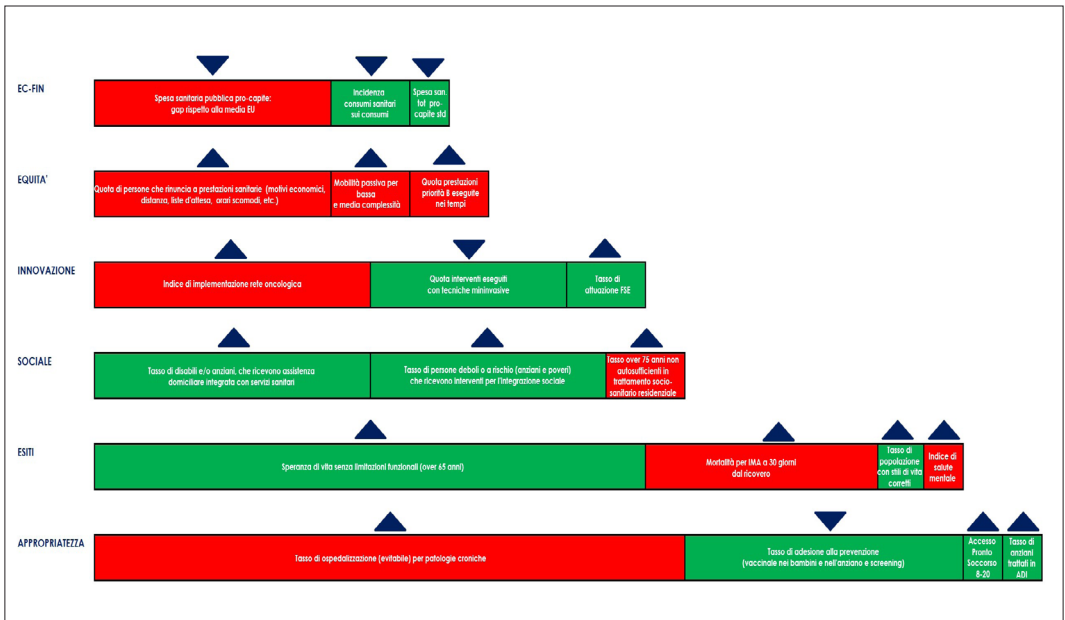 EC-FIN
Spesa sanitaria pubblica pro-capite:
gap rispetto alla media EU
Incidenza
consumi sanitari
sui consumi
Spesa san.
tot pro-
capite std
EQUITA'
Quota di persone che rinuncia a prestazioni sanitarie (motivi economici,
distanza, liste d'attesa, orari scomodi, etc.)
Mobilità passiva per
bassa
e media complessità
Quota prestazioni
priorità B eseguite
nei tempi
INNOVAZIONE
Indice di implementazione rete oncologica
Quota interventi eseguiti
con tecniche mininvasive
Tasso di
attuazione FSE
SOCIALE
Tasso di disabili e/o anziani, che ricevono assistenza
domiciliare integrata con servizi sanitari
Tasso di persone deboli o a rischio (anziani e poveri)
che ricevono interventi per l'integrazione sociale
Tasso over 75 anni non
autosufficienti in
trattamento socio-
sanitario residenziale
ESITI
Speranza di vita senza limitazioni funzionali (over 65 anni)
Mortalità per IMA a 30 giorni
dal ricovero
Tasso di
popolazione
con stili di vita
corretti
Indice di
salute
mentale
APPROPRIATEZZA
Tasso di ospedalizzazione (evitabile) per patologie croniche
Tasso di adesione alla prevenzione
(vaccinale nei bambini e nell'anziano e screening)
Accesso
Pronto
Soccorso
8-20
Tasso di
anziani
trattati in
ADI